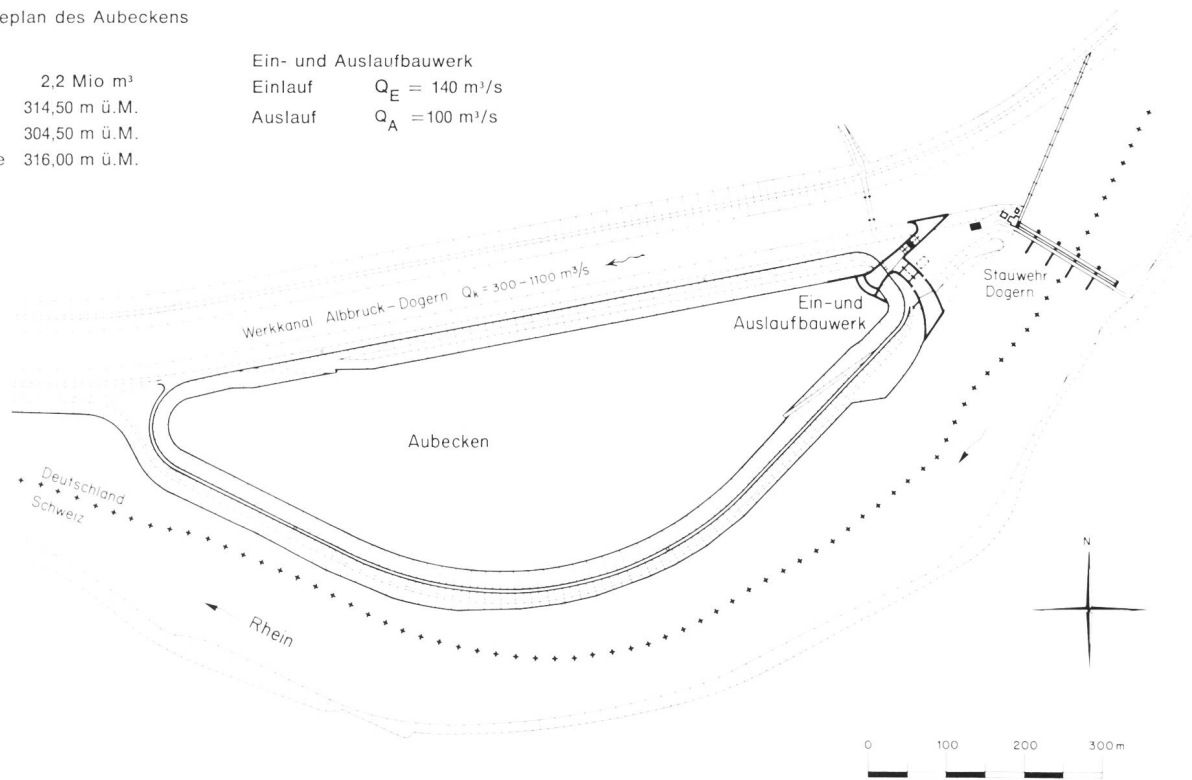 eplan des Aubeckens
2,2 Mio m³
314,50 m ü.M.
304,50 m ü.M.
e 316,00 m ü.M.
Ein- und Auslaufbauwerk
Einlauf Q_E = 140 m³/s
Auslauf Q_A =100 m³/s
Werkkanal Albbruck-Dogern Q_k=300-1100 m³/s
Stauwehr
Dogern
Ein-und
Auslaufbauwerk
Aubecken
Deutschland
Schweiz
Rhein
N
0 100 200 300m